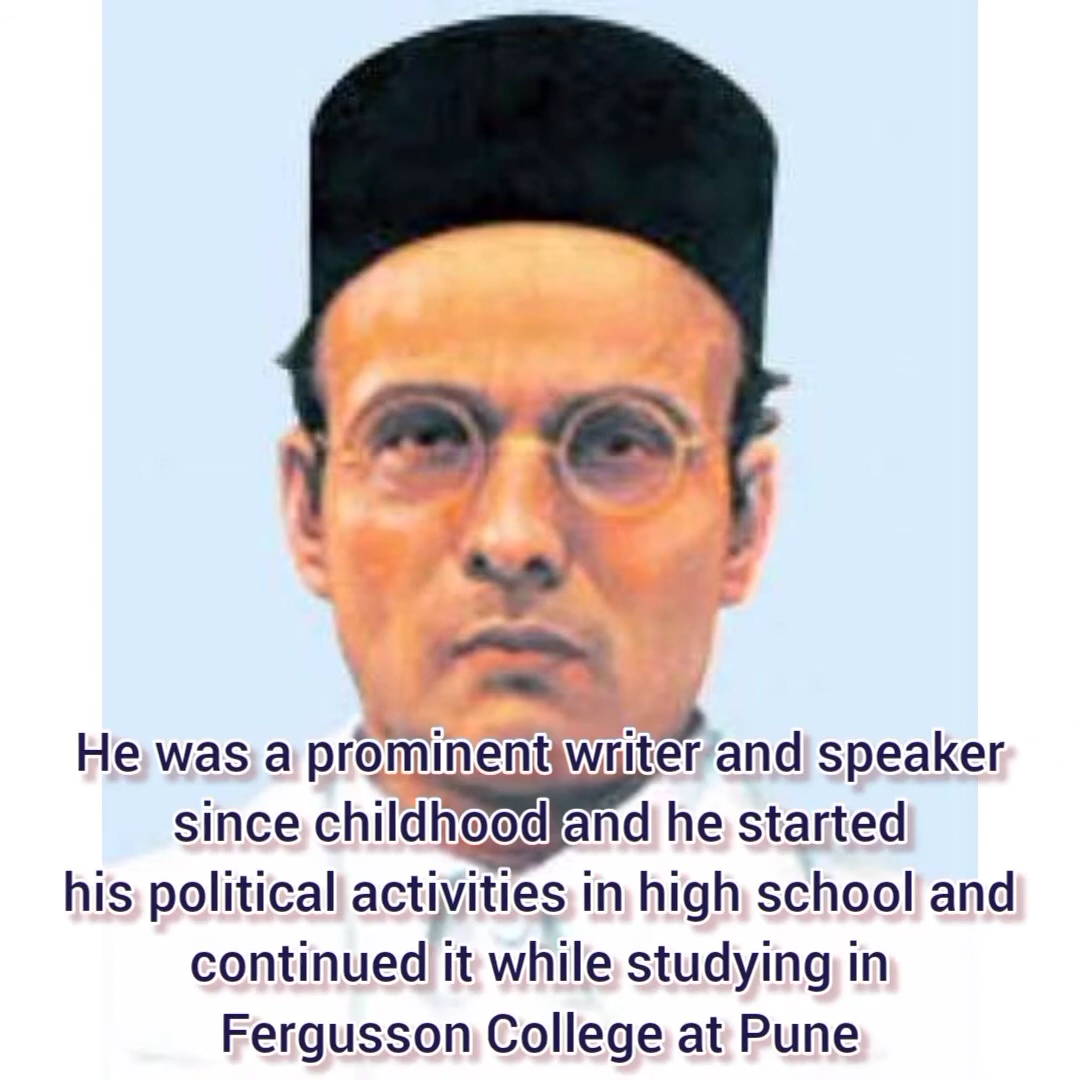 He was a prominent writer and speaker
since childhood and he started
his political activities in high school and
continued it while studying in
Fergusson College at Pune